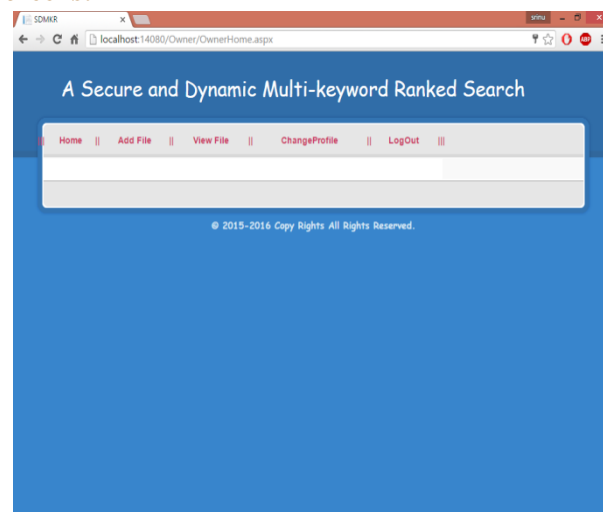 SDMKR x srinu
localhost:14080/Owner/OwnerHome.aspx
A Secure and Dynamic Multi-keyword Ranked Search
|| Home || Add File || View File || ChangeProfile || LogOut |||
© 2015-2016 Copy Rights All Rights Reserved.